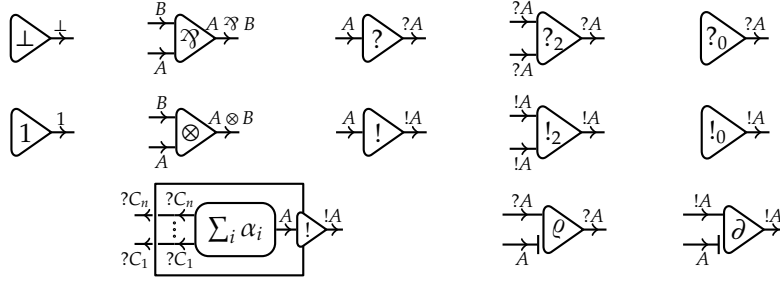 ⊥ ⊥
B A ⅋ B ⅋ A
A ? ?A
?A ?₂ ?A ?A
?₀ ?A
1 1
B A ⊗ B ⊗ A
A ! !A
!A !₂ !A !A
!₀ !A
?Cₙ ?Cₙ ⋮ ?C₁ ?C₁ ∑ᵢ αᵢ A ! !A
?A ϱ ?A A
!A ∂ !A A